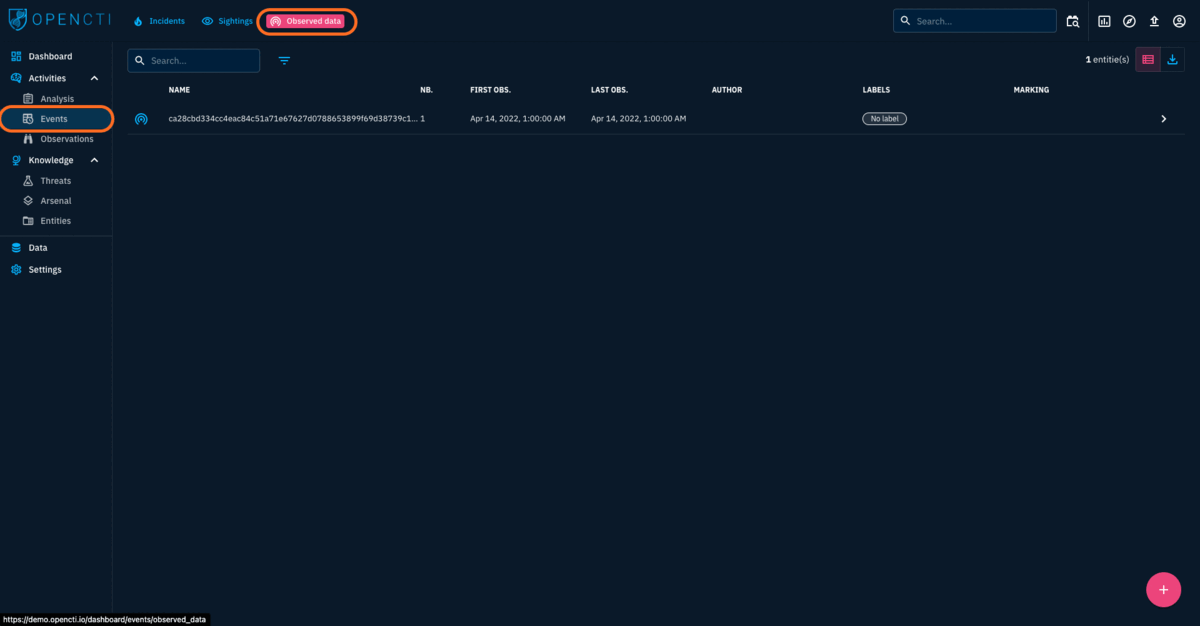 OPENCTI
Incidents
Sightings
Observed data
Search...
Dashboard
Activities
Analysis
Events
Observations
Knowledge
Threats
Arsenal
Entities
Data
Settings
Search...
1 entitie(s)
NAME NB. FIRST OBS. LAST OBS. AUTHOR LABELS MARKING
ca28cbd334cc4eac84c51a71e67627d0788653899f69d38739c1... 1 Apr 14, 2022, 1:00:00 AM Apr 14, 2022, 1:00:00 AM No label
https://demo.opencti.io/dashboard/events/observed_data